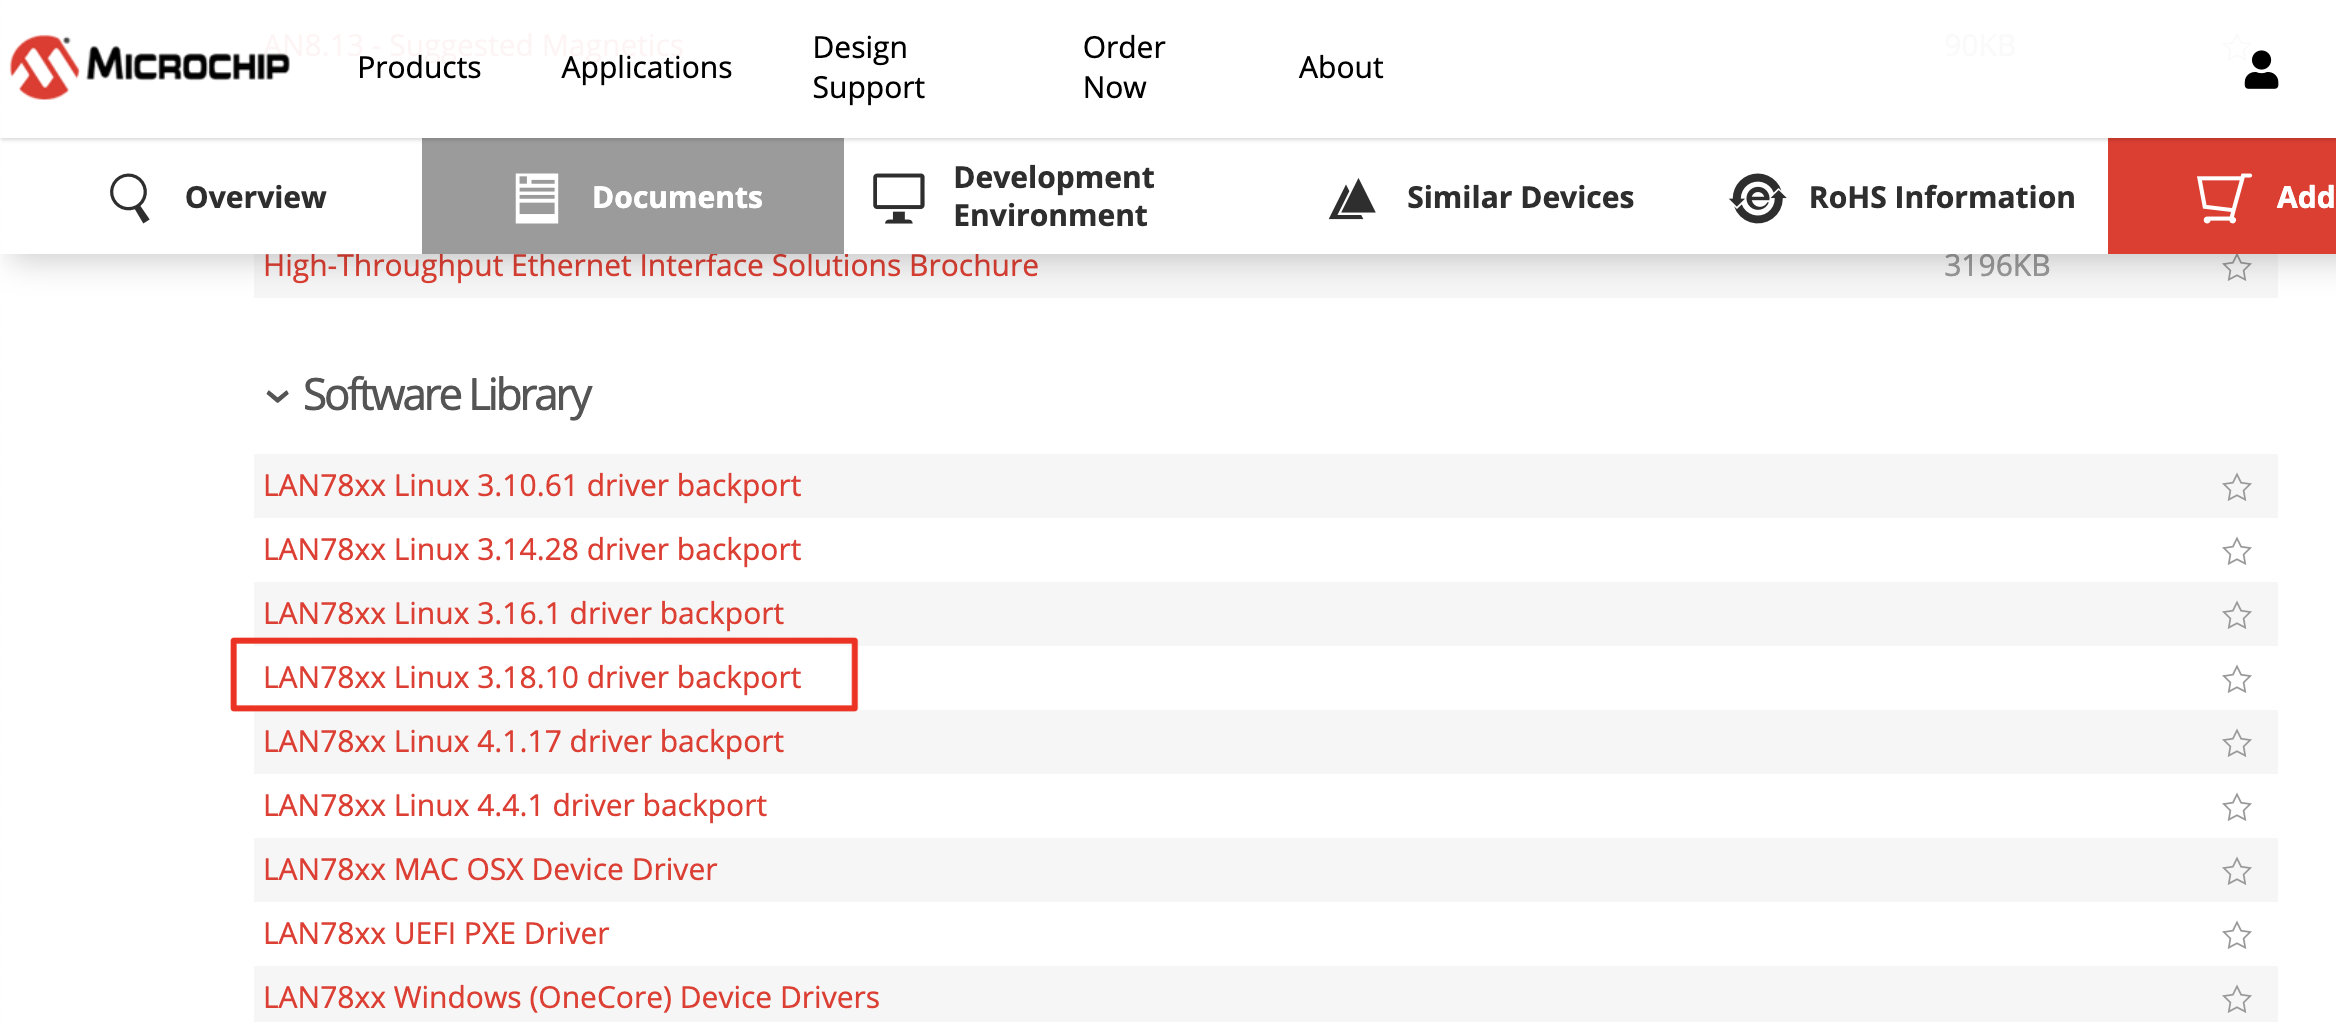 AN8.13 - Suggested Magnetics 90KB
MICROCHIP
Products
Applications
Design
Support
Order
Now
About
Overview
Documents
Development
Environment
Similar Devices
RoHS Information
Add
High-Throughput Ethernet Interface Solutions Brochure 3196KB
Software Library
LAN78xx Linux 3.10.61 driver backport
LAN78xx Linux 3.14.28 driver backport
LAN78xx Linux 3.16.1 driver backport
LAN78xx Linux 3.18.10 driver backport
LAN78xx Linux 4.1.17 driver backport
LAN78xx Linux 4.4.1 driver backport
LAN78xx MAC OSX Device Driver
LAN78xx UEFI PXE Driver
LAN78xx Windows (OneCore) Device Drivers